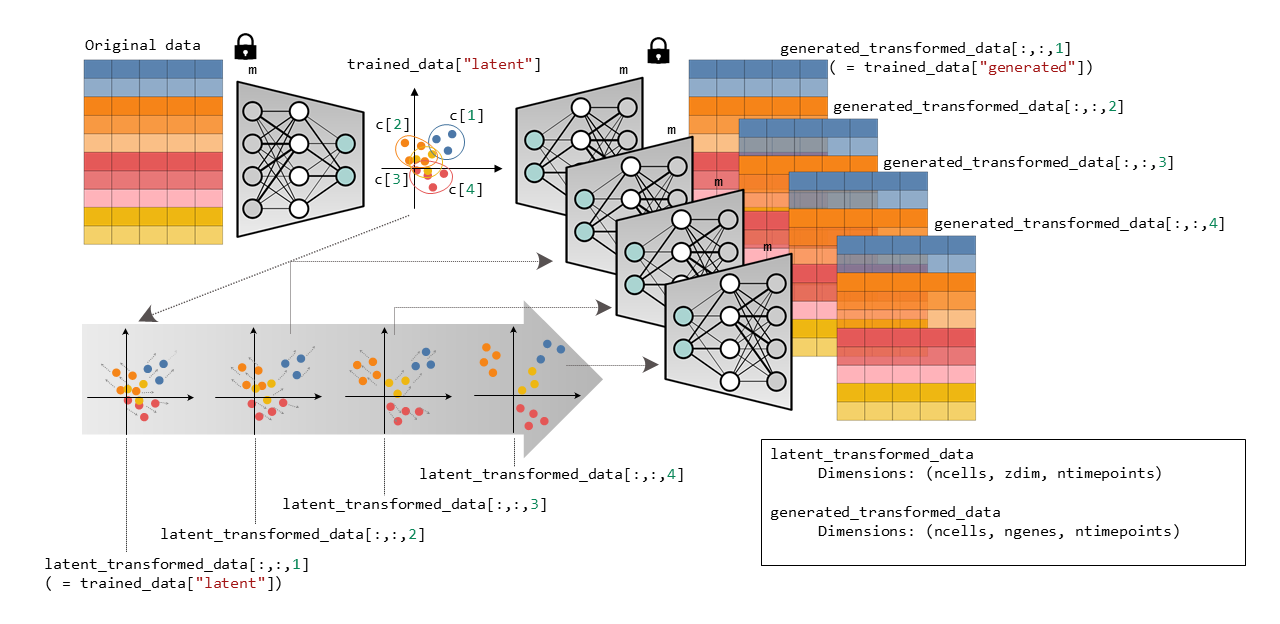 Original data
m
trained_data["latent"]
c[1]
c[2]
c[3]
c[4]
m
m
m
m
generated_transformed_data[:,:,1]
( = trained_data["generated"])
generated_transformed_data[:,:,2]
generated_transformed_data[:,:,3]
generated_transformed_data[:,:,4]
latent_transformed_data[:,:,4]
latent_transformed_data[:,:,3]
latent_transformed_data[:,:,2]
latent_transformed_data[:,:,1]
( = trained_data["latent"])
latent_transformed_data
Dimensions: (ncells, zdim, ntimepoints)
generated_transformed_data
Dimensions: (ncells, ngenes, ntimepoints)